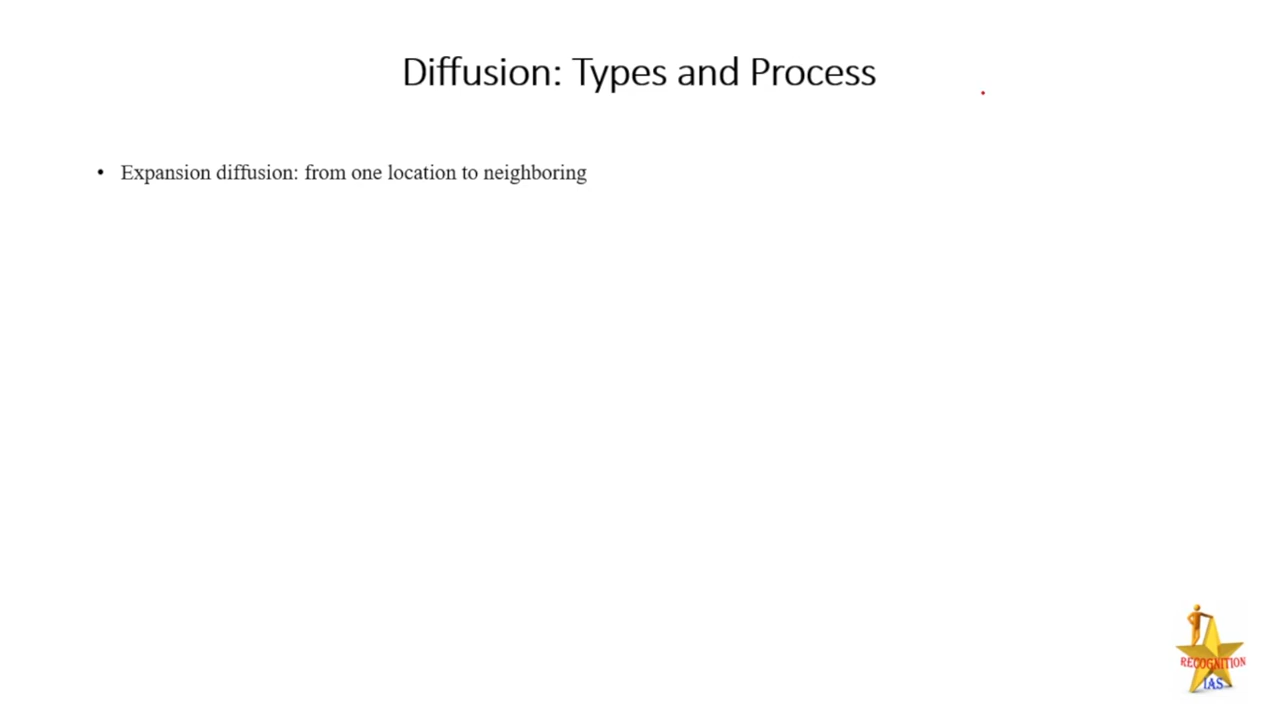 Diffusion: Types and Process
• Expansion diffusion: from one location to neighboring
RECOGNITION
IAS